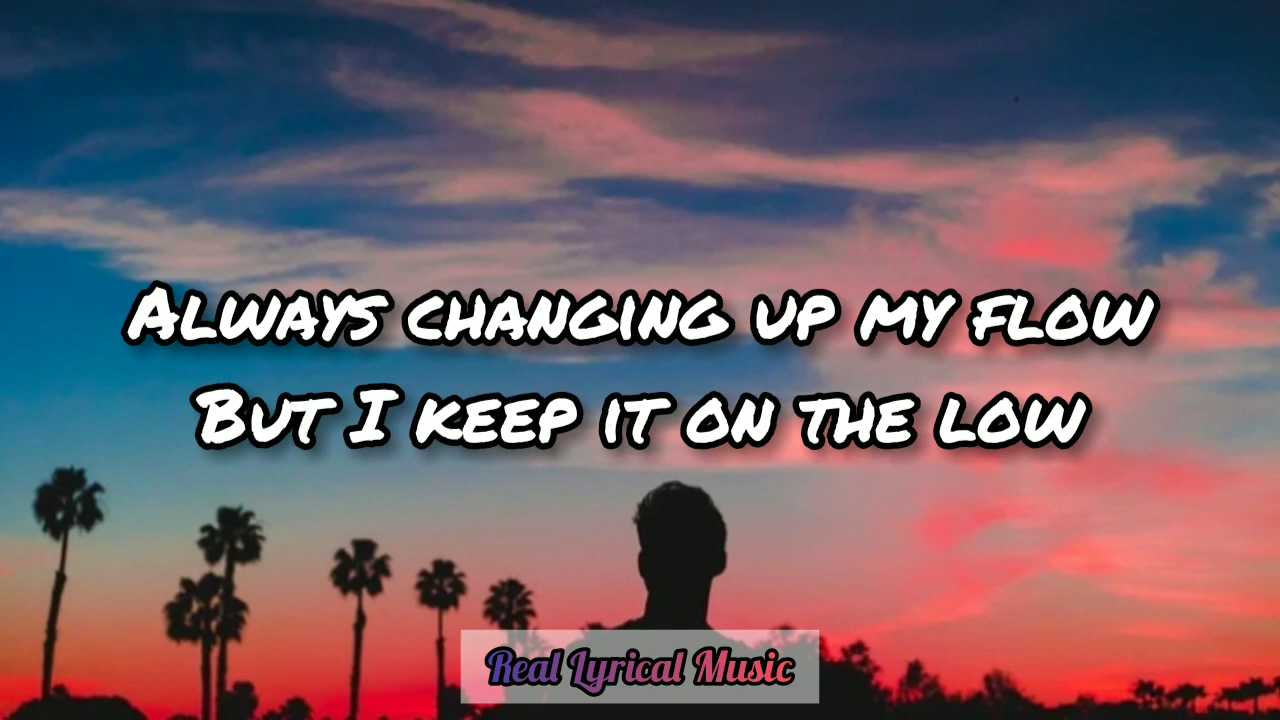 Always changing up my flow
But I keep it on the low
Real Lyrical Music